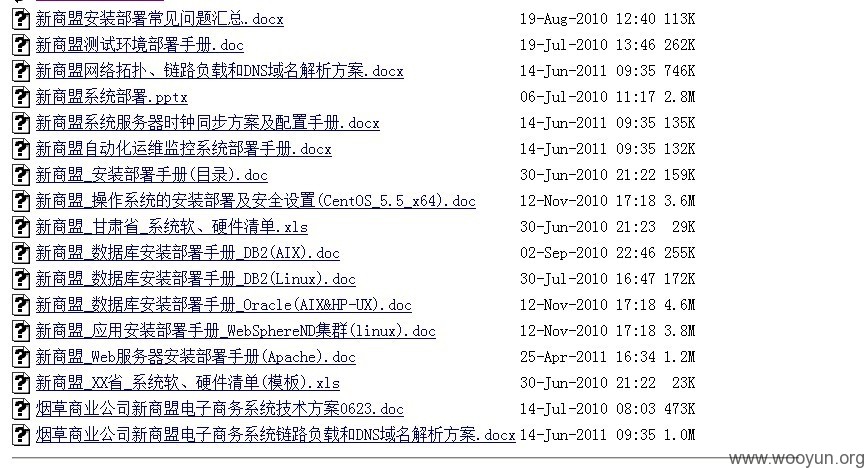 新商盟安装部署常见问题汇总.docx 19-Aug-2010 12:40 113K
新商盟测试环境部署手册.doc 19-Jul-2010 13:46 262K
新商盟网络拓扑、链路负载和DNS域名解析方案.docx 14-Jun-2011 09:35 746K
新商盟系统部署.pptx 06-Jul-2010 11:17 2.8M
新商盟系统服务器时钟同步方案及配置手册.docx 14-Jun-2011 09:35 135K
新商盟自动化运维监控系统部署手册.docx 14-Jun-2011 09:35 132K
新商盟_安装部署手册(目录).doc 30-Jun-2010 21:22 159K
新商盟_操作系统的安装部署及安全设置(CentOS_5.5_x64).doc 12-Nov-2010 17:18 3.6M
新商盟_甘肃省_系统软、硬件清单.xls 30-Jun-2010 21:23 29K
新商盟_数据库安装部署手册_DB2(AIX).doc 02-Sep-2010 22:46 255K
新商盟_数据库安装部署手册_DB2(Linux).doc 30-Jul-2010 16:47 172K
新商盟_数据库安装部署手册_Oracle(AIX&HP-UX).doc 12-Nov-2010 17:18 4.6M
新商盟_应用安装部署手册_WebSphereND集群(linux).doc 12-Nov-2010 17:18 3.8M
新商盟_Web服务器安装部署手册(Apache).doc 25-Apr-2011 16:34 1.2M
新商盟_XX省_系统软、硬件清单(模板).xls 30-Jun-2010 21:22 23K
烟草商业公司新商盟电子商务系统技术方案0623.doc 14-Jul-2010 08:03 473K
烟草商业公司新商盟电子商务系统链路负载和DNS域名解析方案.docx 14-Jun-2011 09:35 1.0M
www.wooyun.org